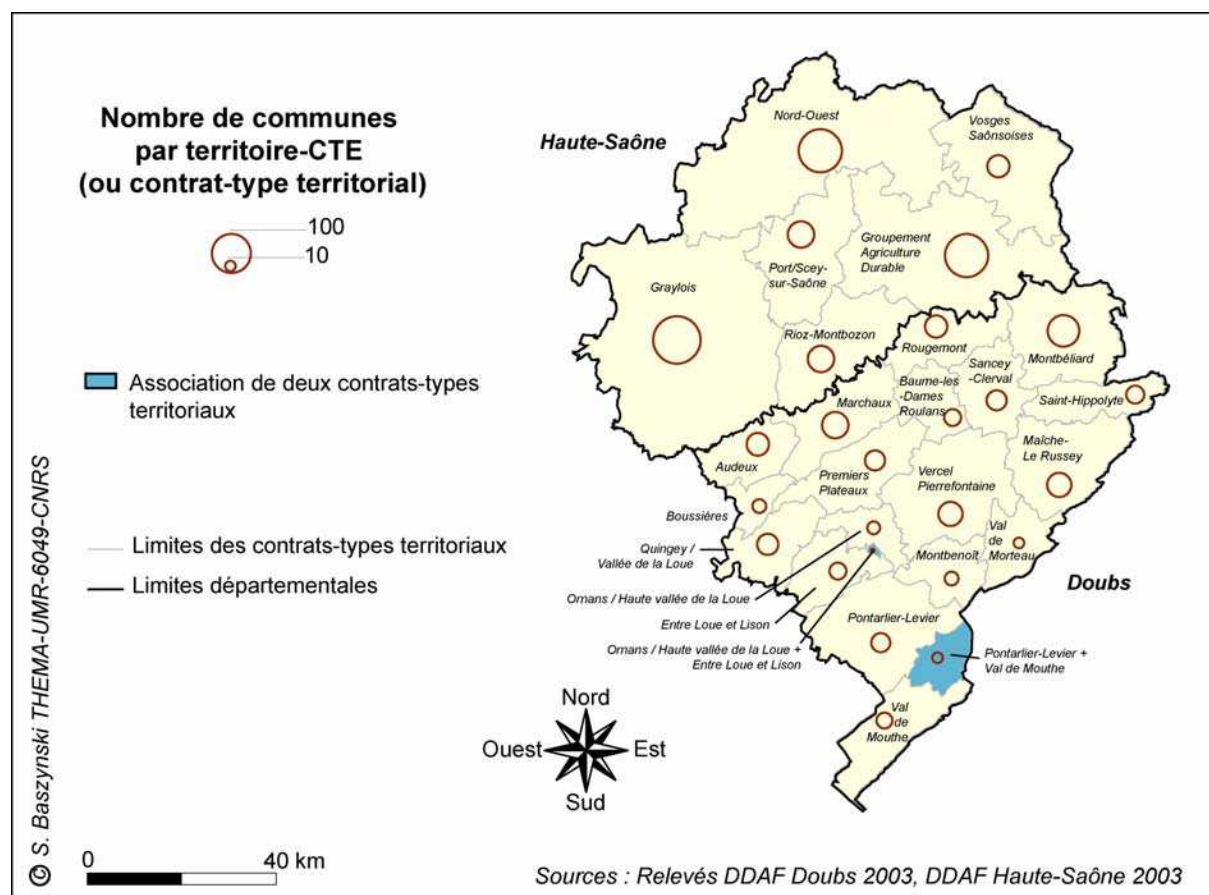 Nombre de communes
par territoire-CTE
(ou contrat-type territorial)
100
10
Association de deux contrats-types
territoriaux
Limites des contrats-types territoriaux
Limites départementales
© S. Baszynski THEMA-UMR-6049-CNRS
0
40 km
Nord
Ouest
Est
Sud
Haute-Saône
Nord-Ouest
Vosges
Saônsoises
Port/Scey-
sur-Saône
Groupement
Agriculture
Durable
Graylois
Rioz-Montbozon
Rougemont
Montbéliard
Sancey
-Clerval
Baume-les
-Dames
Roulans
Saint-Hippolyte
Marchaux
Maîche-
Le Russey
Audeux
Premiers
Plateaux
Vercel
Pierrefontaine
Boussières
Val
de
Morteau
Quingey /
Vallée de la Loue
Montbenoît
Doubs
Ornans / Haute vallée de la Loue
Entre Loue et Lison
Pontarlier-Levier
Ornans / Haute vallée de la Loue +
Entre Loue et Lison
Pontarlier-Levier +
Val de Mouthe
Val
de
Mouthe
Sources : Relevés DDAF Doubs 2003, DDAF Haute-Saône 2003